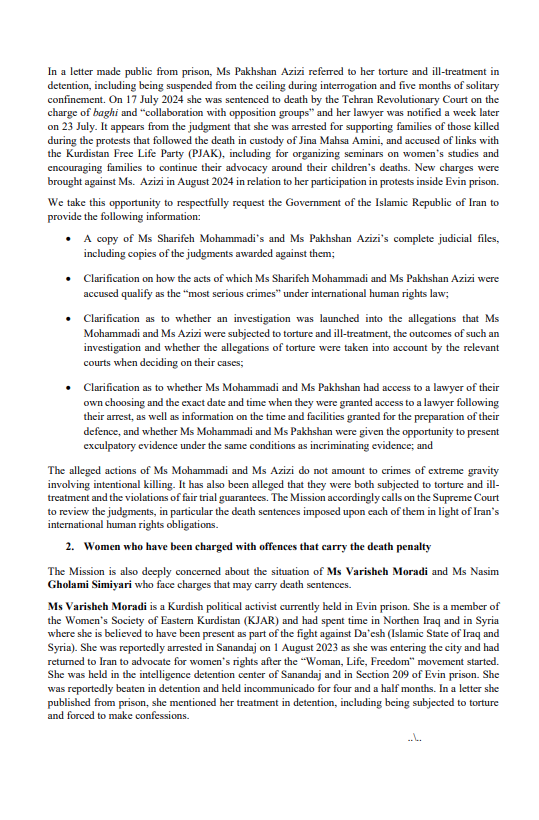 In a letter made public from prison, Ms Pakhshan Azizi referred to her torture and ill-treatment in
detention, including being suspended from the ceiling during interrogation and five months of solitary
confinement. On 17 July 2024 she was sentenced to death by the Tehran Revolutionary Court on the
charge of baghi and “collaboration with opposition groups” and her lawyer was notified a week later
on 23 July. It appears from the judgment that she was arrested for supporting families of those killed
during the protests that followed the death in custody of Jina Mahsa Amini, and accused of links with
the Kurdistan Free Life Party (PJAK), including for organizing seminars on women’s studies and
encouraging families to continue their advocacy around their children’s deaths. New charges were
brought against Ms. Azizi in August 2024 in relation to her participation in protests inside Evin prison.
We take this opportunity to respectfully request the Government of the Islamic Republic of Iran to
provide the following information:
• A copy of Ms Sharifeh Mohammadi’s and Ms Pakhshan Azizi’s complete judicial files,
including copies of the judgments awarded against them;
• Clarification on how the acts of which Ms Sharifeh Mohammadi and Ms Pakhshan Azizi were
accused qualify as the “most serious crimes” under international human rights law;
• Clarification as to whether an investigation was launched into the allegations that Ms
Mohammadi and Ms Azizi were subjected to torture and ill-treatment, the outcomes of such an
investigation and whether the allegations of torture were taken into account by the relevant
courts when deciding on their cases;
• Clarification as to whether Ms Mohammadi and Ms Pakhshan had access to a lawyer of their
own choosing and the exact date and time when they were granted access to a lawyer following
their arrest, as well as information on the time and facilities granted for the preparation of their
defence, and whether Ms Mohammadi and Ms Pakhshan were given the opportunity to present
exculpatory evidence under the same conditions as incriminating evidence; and
The alleged actions of Ms Mohammadi and Ms Azizi do not amount to crimes of extreme gravity
involving intentional killing. It has also been alleged that they were both subjected to torture and ill-
treatment and the violations of fair trial guarantees. The Mission accordingly calls on the Supreme Court
to review the judgments, in particular the death sentences imposed upon each of them in light of Iran’s
international human rights obligations.
2. Women who have been charged with offences that carry the death penalty
The Mission is also deeply concerned about the situation of Ms Varisheh Moradi and Ms Nasim
Gholami Simiyari who face charges that may carry death sentences.
Ms Varisheh Moradi is a Kurdish political activist currently held in Evin prison. She is a member of
the Women’s Society of Eastern Kurdistan (KJAR) and had spent time in Northen Iraq and in Syria
where she is believed to have been present as part of the fight against Da’esh (Islamic State of Iraq and
Syria). She was reportedly arrested in Sanandaj on 1 August 2023 as she was entering the city and had
returned to Iran to advocate for women’s rights after the “Woman, Life, Freedom” movement started.
She was held in the intelligence detention center of Sanandaj and in Section 209 of Evin prison. She
was reportedly beaten in detention and held incommunicado for four and a half months. In a letter she
published from prison, she mentioned her treatment in detention, including being subjected to torture
and forced to make confessions.
..\..